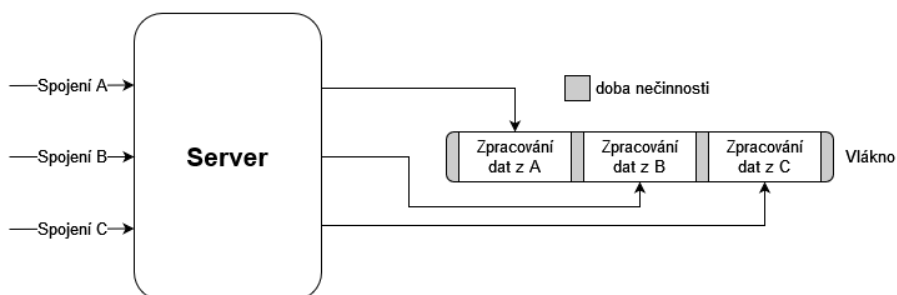 Spojení A
Spojení B
Spojení C
Server
doba nečinnosti
Zpracování
dat z A
Zpracování
dat z B
Zpracování
dat z C
Vlákno